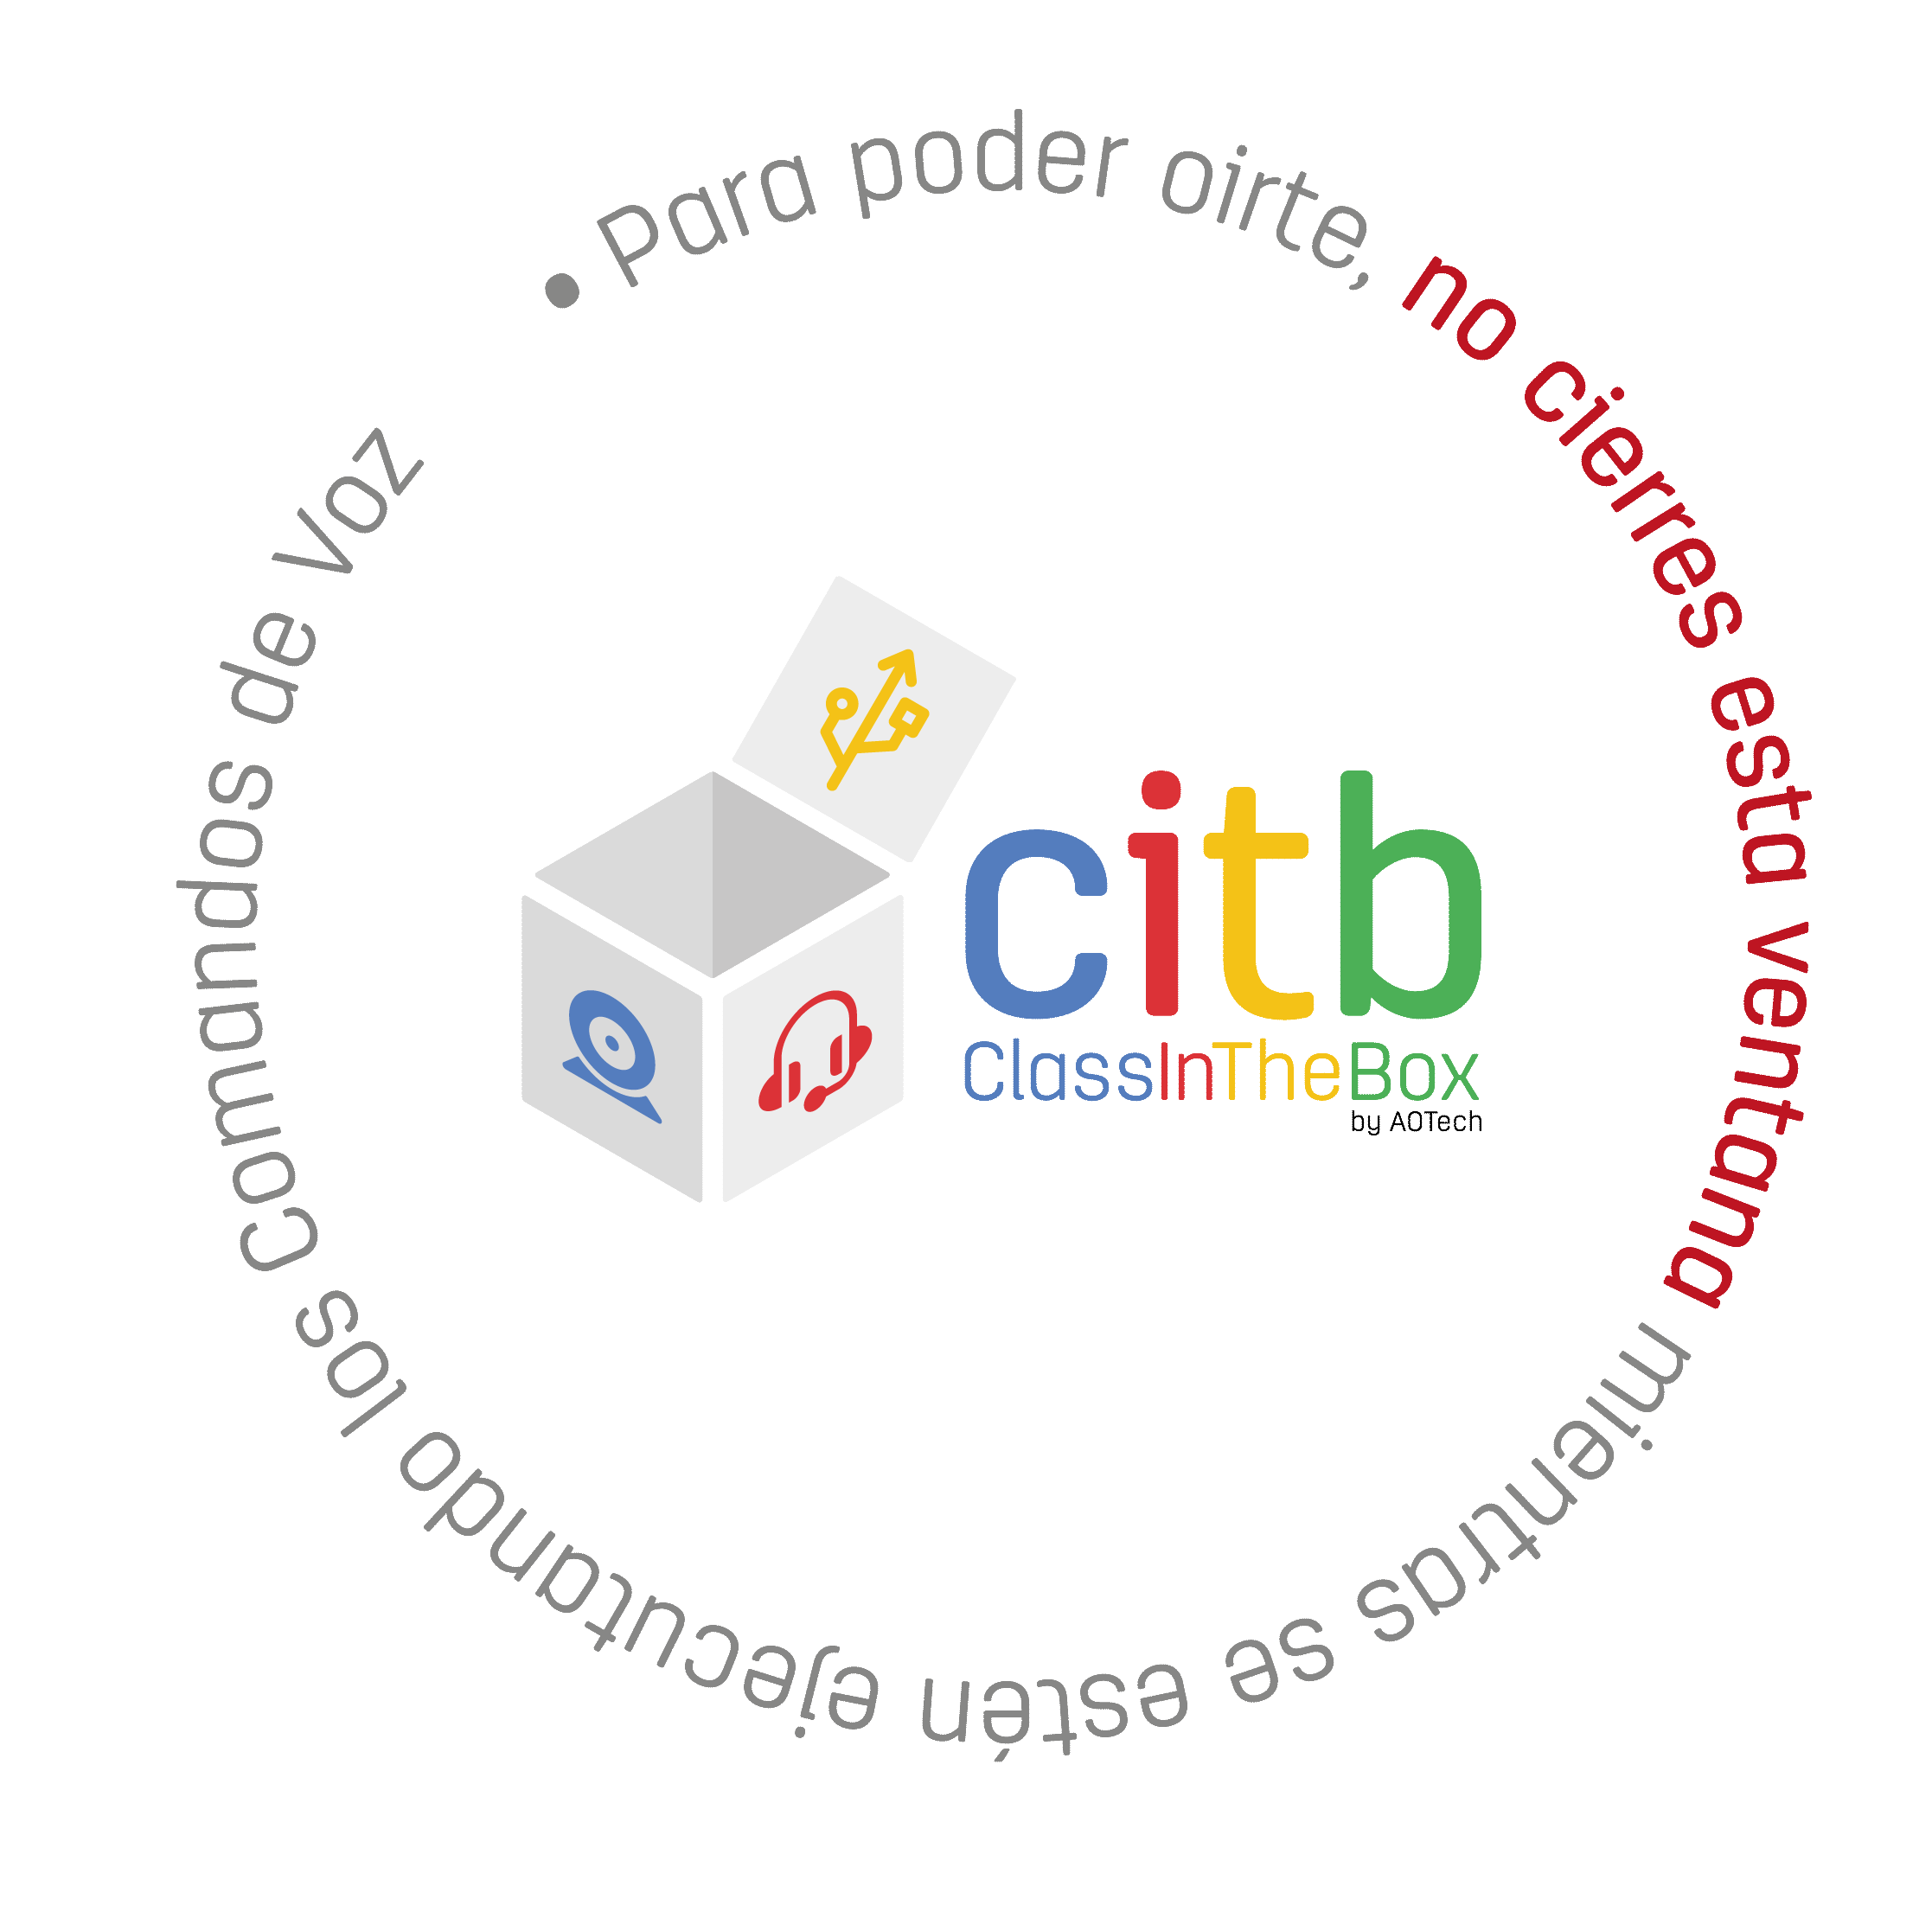 • Para poder oirte, no cierres esta ventana mientras se estén ejecutando los Comandos de Voz
citb
ClassInTheBox
by AOTech